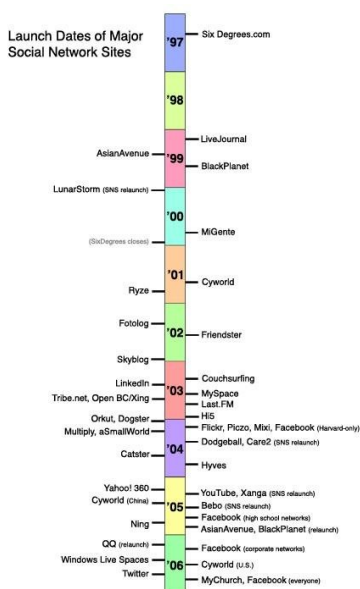 Launch Dates of Major
Social Network Sites
'97
Six Degrees.com
'98
'99
LiveJournal
AsianAvenue
BlackPlanet
LunarStorm (SNS relaunch)
'00
MiGente
(SixDegrees closes)
'01
Cyworld
Ryze
Fotolog
'02
Friendster
Skyblog
Couchsurfing
LinkedIn
'03
MySpace
Tribe.net, Open BC/Xing
Last.FM
Hi5
Orkut, Dogster
Flickr, Piczo, Mixi, Facebook (Harvard-only)
Multiply, aSmallWorld
Dodgeball, Care2 (SNS relaunch)
'04
Catster
Hyves
Yahoo! 360
YouTube, Xanga (SNS relaunch)
Cyworld (China)
'05
Bebo (SNS relaunch)
Facebook (high school networks)
Ning
AsianAvenue, BlackPlanet (relaunch)
QQ (relaunch)
Facebook (corporate networks)
Windows Live Spaces
'06
Cyworld (U.S.)
Twitter
MyChurch, Facebook (everyone)